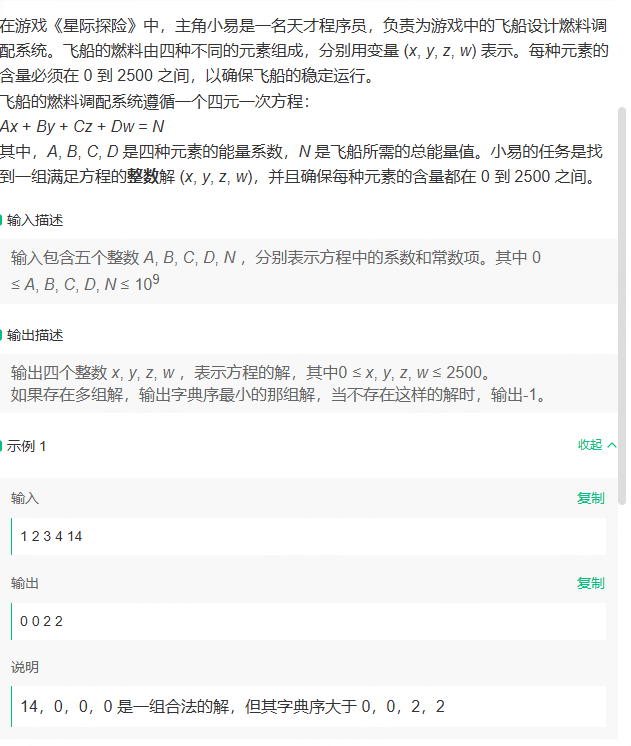 在游戏《星际探险》中，主角小易是一名天才程序员，负责为游戏中的飞船设计燃料调
配系统。飞船的燃料由四种不同的元素组成，分别用变量 (x, y, z, w) 表示。每种元素的
含量必须在 0 到 2500 之间，以确保飞船的稳定运行。
飞船的燃料调配系统遵循一个四元一次方程：
Ax + By + Cz + Dw = N
其中，A, B, C, D 是四种元素的能量系数，N 是飞船所需的总能量值。小易的任务是找
到一组满足方程的整数解 (x, y, z, w)，并且确保每种元素的含量都在 0 到 2500 之间。
输入描述
输入包含五个整数 A, B, C, D, N ，分别表示方程中的系数和常数项。其中 0
≤ A, B, C, D, N ≤ 10⁹
输出描述
输出四个整数 x, y, z, w ，表示方程的解，其中0 ≤ x, y, z, w ≤ 2500。
如果存在多组解，输出字典序最小的那组解，当不存在这样的解时，输出-1。
示例 1 收起
输入 复制
1 2 3 4 14
输出 复制
0 0 2 2
说明
14，0，0，0 是一组合法的解，但其字典序大于 0，0，2，2